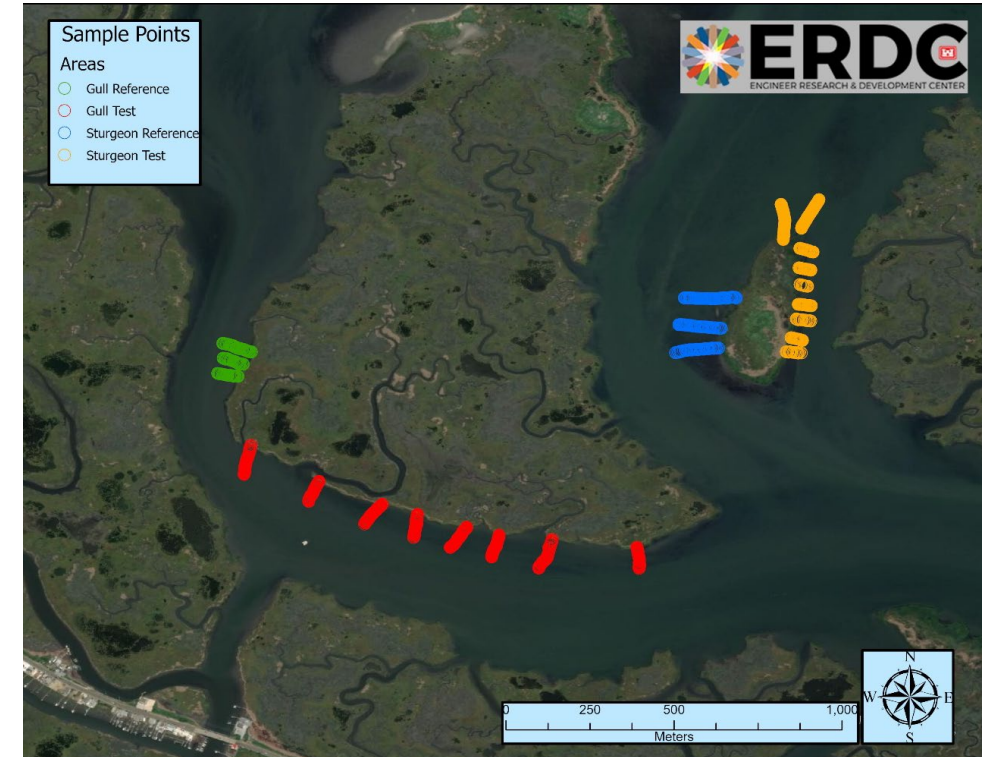 Sample Points
Areas
Gull Reference
Gull Test
Sturgeon Reference
Sturgeon Test
ERDC
ENGINEER RESEARCH & DEVELOPMENT CENTER
N
W E
S
0 250 500 1,000
Meters